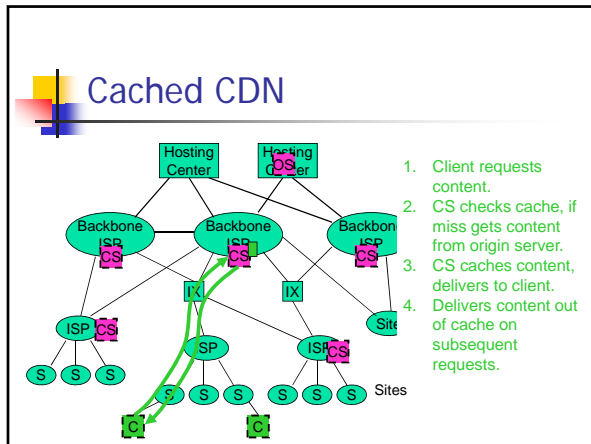 Cached CDN
Hosting
Center
Hosting
Center
OS
Backbone
ISP
CS
Backbone
ISP
CS
Backbone
ISP
CS
IX
IX
ISP
CS
ISP
ISP
CS
Site
S S S
S S S
S S S
Sites
C
C
1. Client requests
content.
2. CS checks cache, if
miss gets content
from origin server.
3. CS caches content,
delivers to client.
4. Delivers content out
of cache on
subsequent
requests.